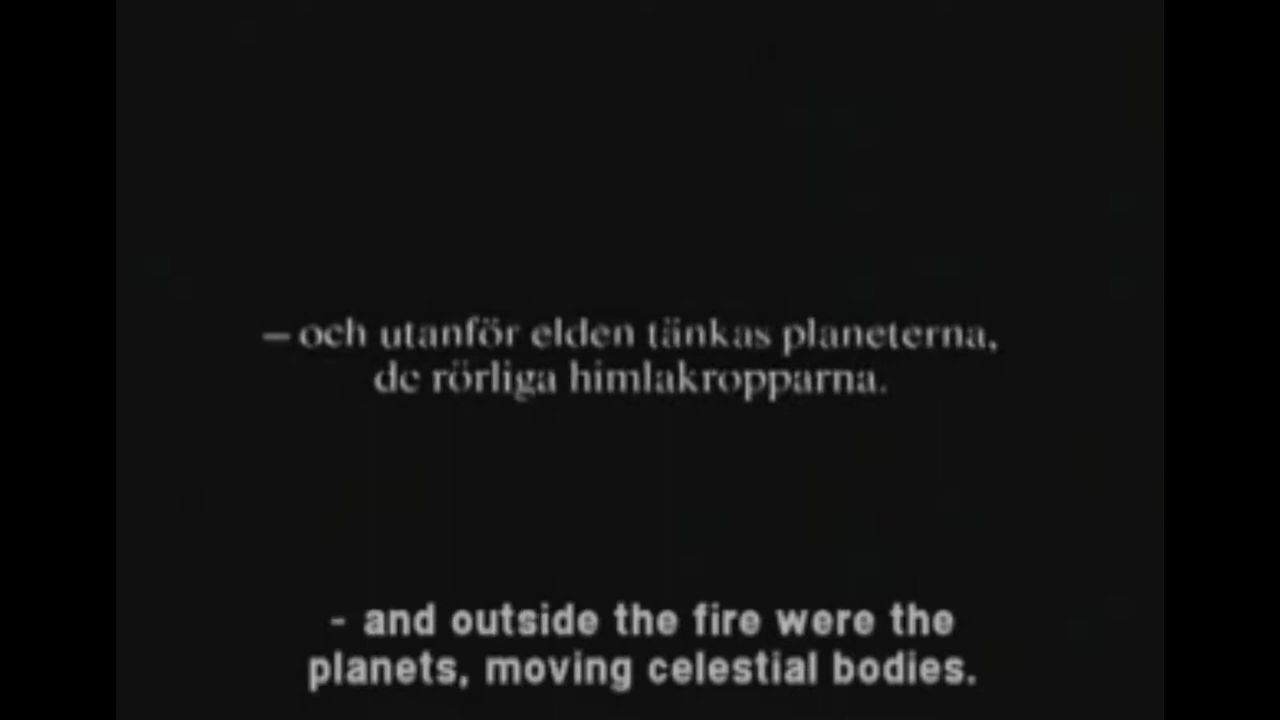 – och utanför elden tänkas planeterna,
de rörliga himlakropparna.
- and outside the fire were the
planets, moving celestial bodies.